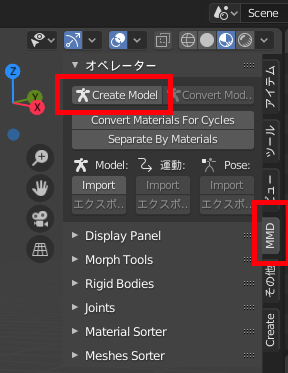 Scene
オペレーター
Create Model
Convert Mod..
Convert Materials For Cycles
Separate By Materials
Model:
運動:
Pose:
Import
Import
Import
エクスポ..
エクスポ..
エクスポ..
Display Panel
Morph Tools
Rigid Bodies
Joints
Material Sorter
Meshes Sorter
アイテム
ツール
ビュー
MMD
その他
Create
Z
Y
X